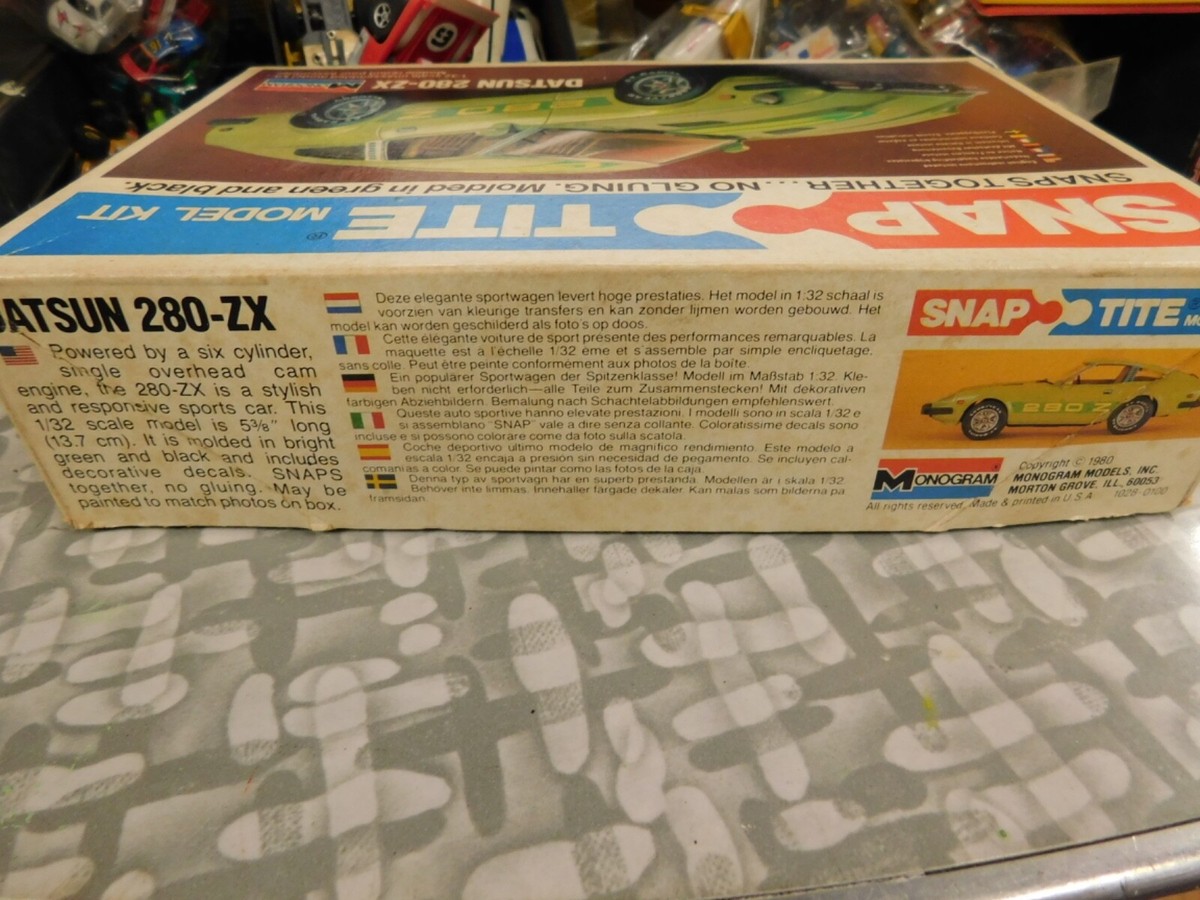 DATSUN 280-ZX
MONOGRAM
SNAPS TOGETHER...NO GLUING. Molded in green and black.
SNAP TITE® MODEL KIT
ATSUN 280-ZX
Powered by a six cylinder,
single overhead cam
engine, the 280-ZX is a stylish
and responsive sports car. This
1/32 scale model is 5⅜" long
(13.7 cm). It is molded in bright
green and black and includes
decorative decals. SNAPS
together, no gluing. May be
painted to match photos on box.
Deze elegante sportwagen levert hoge prestaties. Het model in 1:32 schaal is
voorzien van kleurige transfers en kan zonder lijmen worden gebouwd. Het
model kan worden geschilderd als foto's op doos.
Cette élégante voiture de sport présente des performances remarquables. La
maquette est à l'échelle 1/32 ème et s'assemble par simple encliquetage,
sans colle. Peut être peinte conformément aux photos de la boîte.
Ein populärer Sportwagen der Spitzenklasse! Modell im Maßstab 1:32. Kle-
ben nicht erforderlich—alle Teile zum Zusammenstecken! Mit dekorativen
farbigen Abziehbildern. Bemalung nach Schachtelabbildungen empfehlenswert.
Queste auto sportive hanno elevate prestazioni. I modelli sono in scala 1/32 e
si assemblano "SNAP" vale a dire senza collante. Coloratissime decals sono
incluse e si possono colorare come da foto sulla scatola.
Coche deportivo ultimo modelo de magnifico rendimiento. Este modelo a
escala 1/32 encaja a presión sin necesidad de pegamento. Se incluyen cal-
comanias a color. Se puede pintar como las fotos de la caja.
Denna typ av sportvagn har en superb prestanda. Modellen är i skala 1/32.
Behöver inte limmas. Innehåller färgade dekaler. Kan målas som bilderna på
framsidan.
SNAP TITE
280 Z
MONOGRAM
Copyright © 1980
MONOGRAM MODELS, INC.
MORTON GROVE, ILL., 60053
All rights reserved. Made & printed in U.S.A. 1028-0100